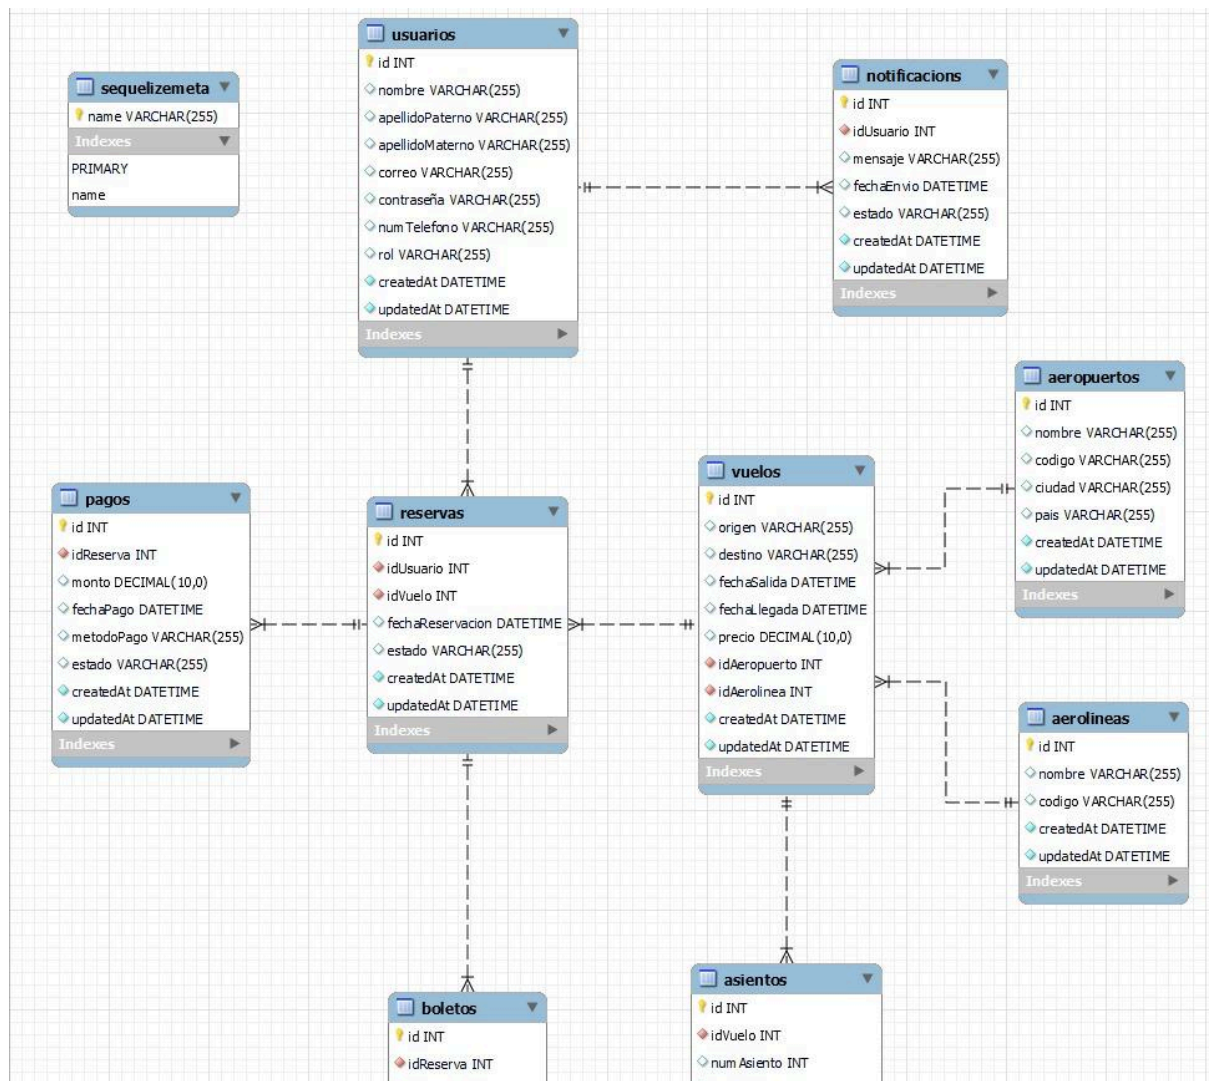 usuarios
id INT
nombre VARCHAR(255)
apellidoPaterno VARCHAR(255)
apellidoMaterno VARCHAR(255)
correo VARCHAR(255)
contraseña VARCHAR(255)
numTelefono VARCHAR(255)
rol VARCHAR(255)
createdAt DATETIME
updatedAt DATETIME
Indexes
sequelizemeta
name VARCHAR(255)
Indexes
PRIMARY
name
notificacions
id INT
idUsuario INT
mensaje VARCHAR(255)
fechaEnvio DATETIME
estado VARCHAR(255)
createdAt DATETIME
updatedAt DATETIME
Indexes
aeropuertos
id INT
nombre VARCHAR(255)
codigo VARCHAR(255)
ciudad VARCHAR(255)
pais VARCHAR(255)
createdAt DATETIME
updatedAt DATETIME
Indexes
pagos
id INT
idReserva INT
monto DECIMAL(10,0)
fechaPago DATETIME
metodoPago VARCHAR(255)
estado VARCHAR(255)
createdAt DATETIME
updatedAt DATETIME
Indexes
reservas
id INT
idUsuario INT
idVuelo INT
fechaReservacion DATETIME
estado VARCHAR(255)
createdAt DATETIME
updatedAt DATETIME
Indexes
vuelos
id INT
origen VARCHAR(255)
destino VARCHAR(255)
fechaSalida DATETIME
fechaLlegada DATETIME
precio DECIMAL(10,0)
idAeropuerto INT
idAerolinea INT
createdAt DATETIME
updatedAt DATETIME
Indexes
aerolineas
id INT
nombre VARCHAR(255)
codigo VARCHAR(255)
createdAt DATETIME
updatedAt DATETIME
Indexes
boletos
id INT
idReserva INT
asientos
id INT
idVuelo INT
numAsiento INT